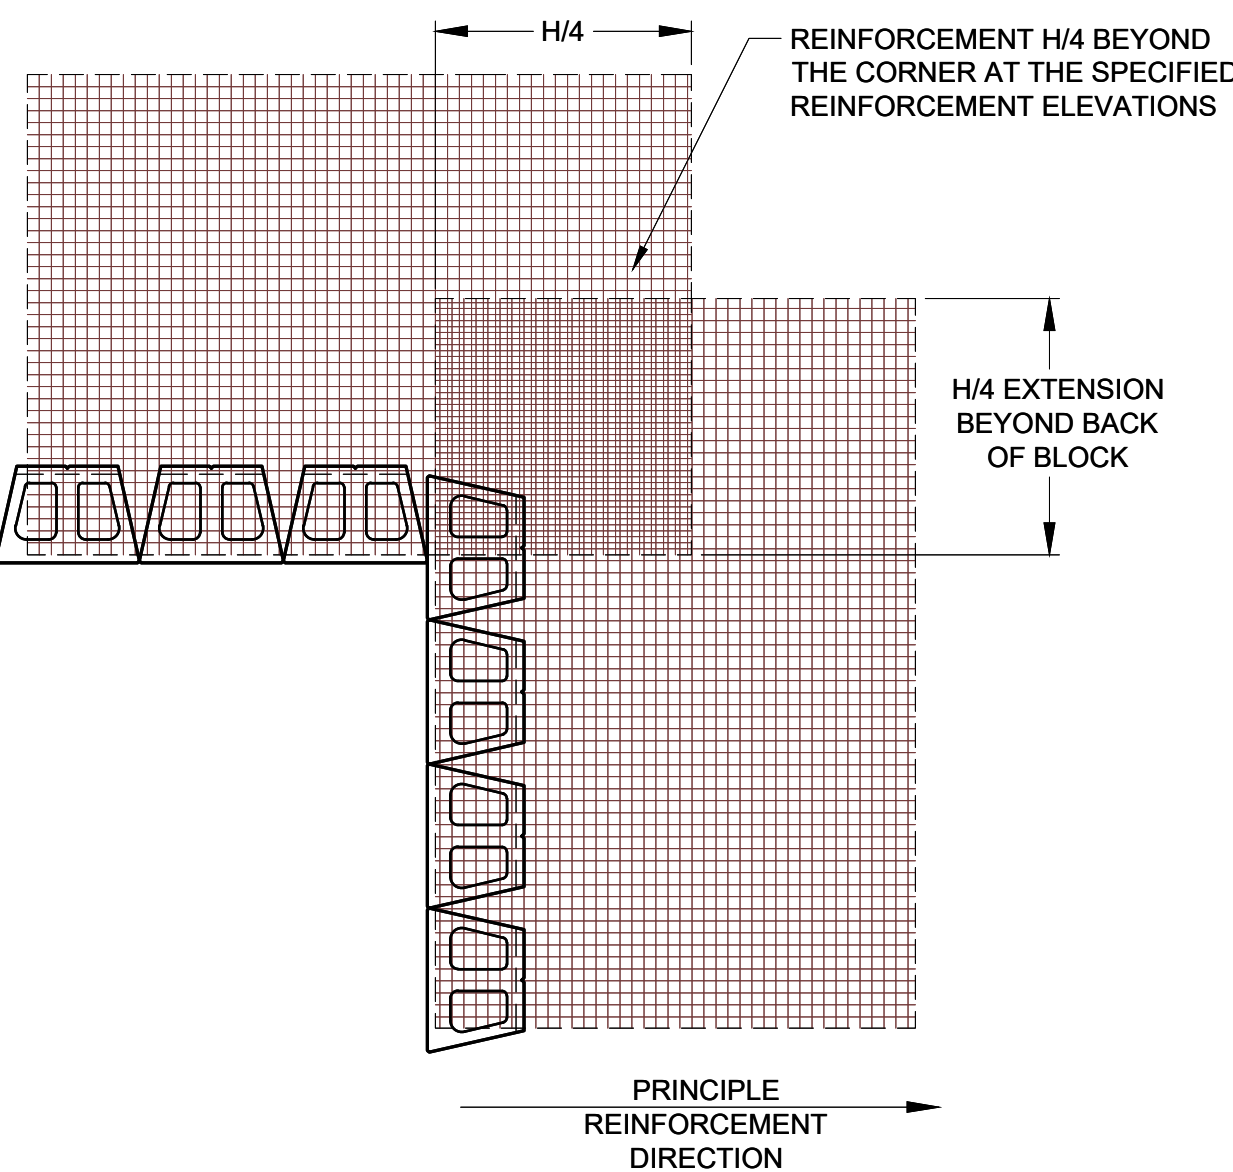 H/4
REINFORCEMENT H/4 BEYOND
THE CORNER AT THE SPECIFIED
REINFORCEMENT ELEVATIONS
H/4 EXTENSION
BEYOND BACK
OF BLOCK
PRINCIPLE
REINFORCEMENT
DIRECTION